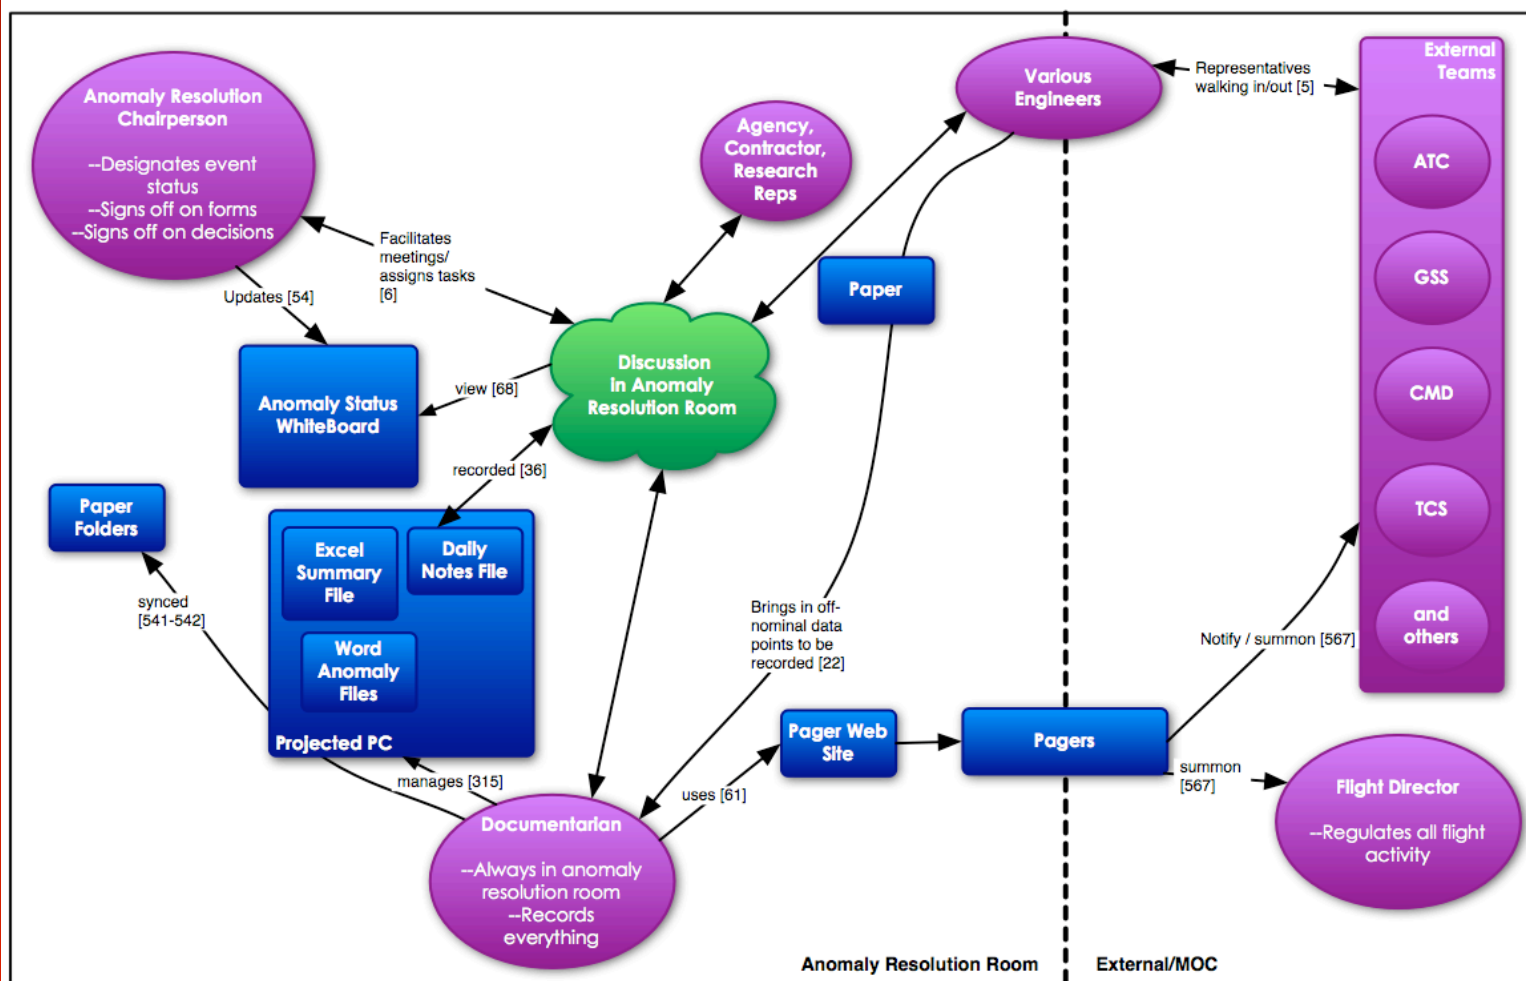 Anomaly Resolution
Chairperson
--Designates event
status
--Signs off on forms
--Signs off on decisions
Facilitates
meetings/
assigns tasks
[6]
Updates [54]
Agency,
Contractor,
Research
Reps
Various
Engineers
Representatives
walking in/out [5]
External
Teams
ATC
GSS
CMD
TCS
and
others
Paper
Discussion
in Anomaly
Resolution Room
view [68]
Anomaly Status
WhiteBoard
recorded [36]
Paper
Folders
synced
[541-542]
Excel
Summary
File
Daily
Notes File
Word
Anomaly
Files
Projected PC
manages [315]
Brings in off-
nominal data
points to be
recorded [22]
Notify / summon [567]
uses [61]
Pager Web
Site
Pagers
summon
[567]
Flight Director
--Regulates all flight
activity
Documentarian
--Always in anomaly
resolution room
--Records
everything
Anomaly Resolution Room
External/MOC